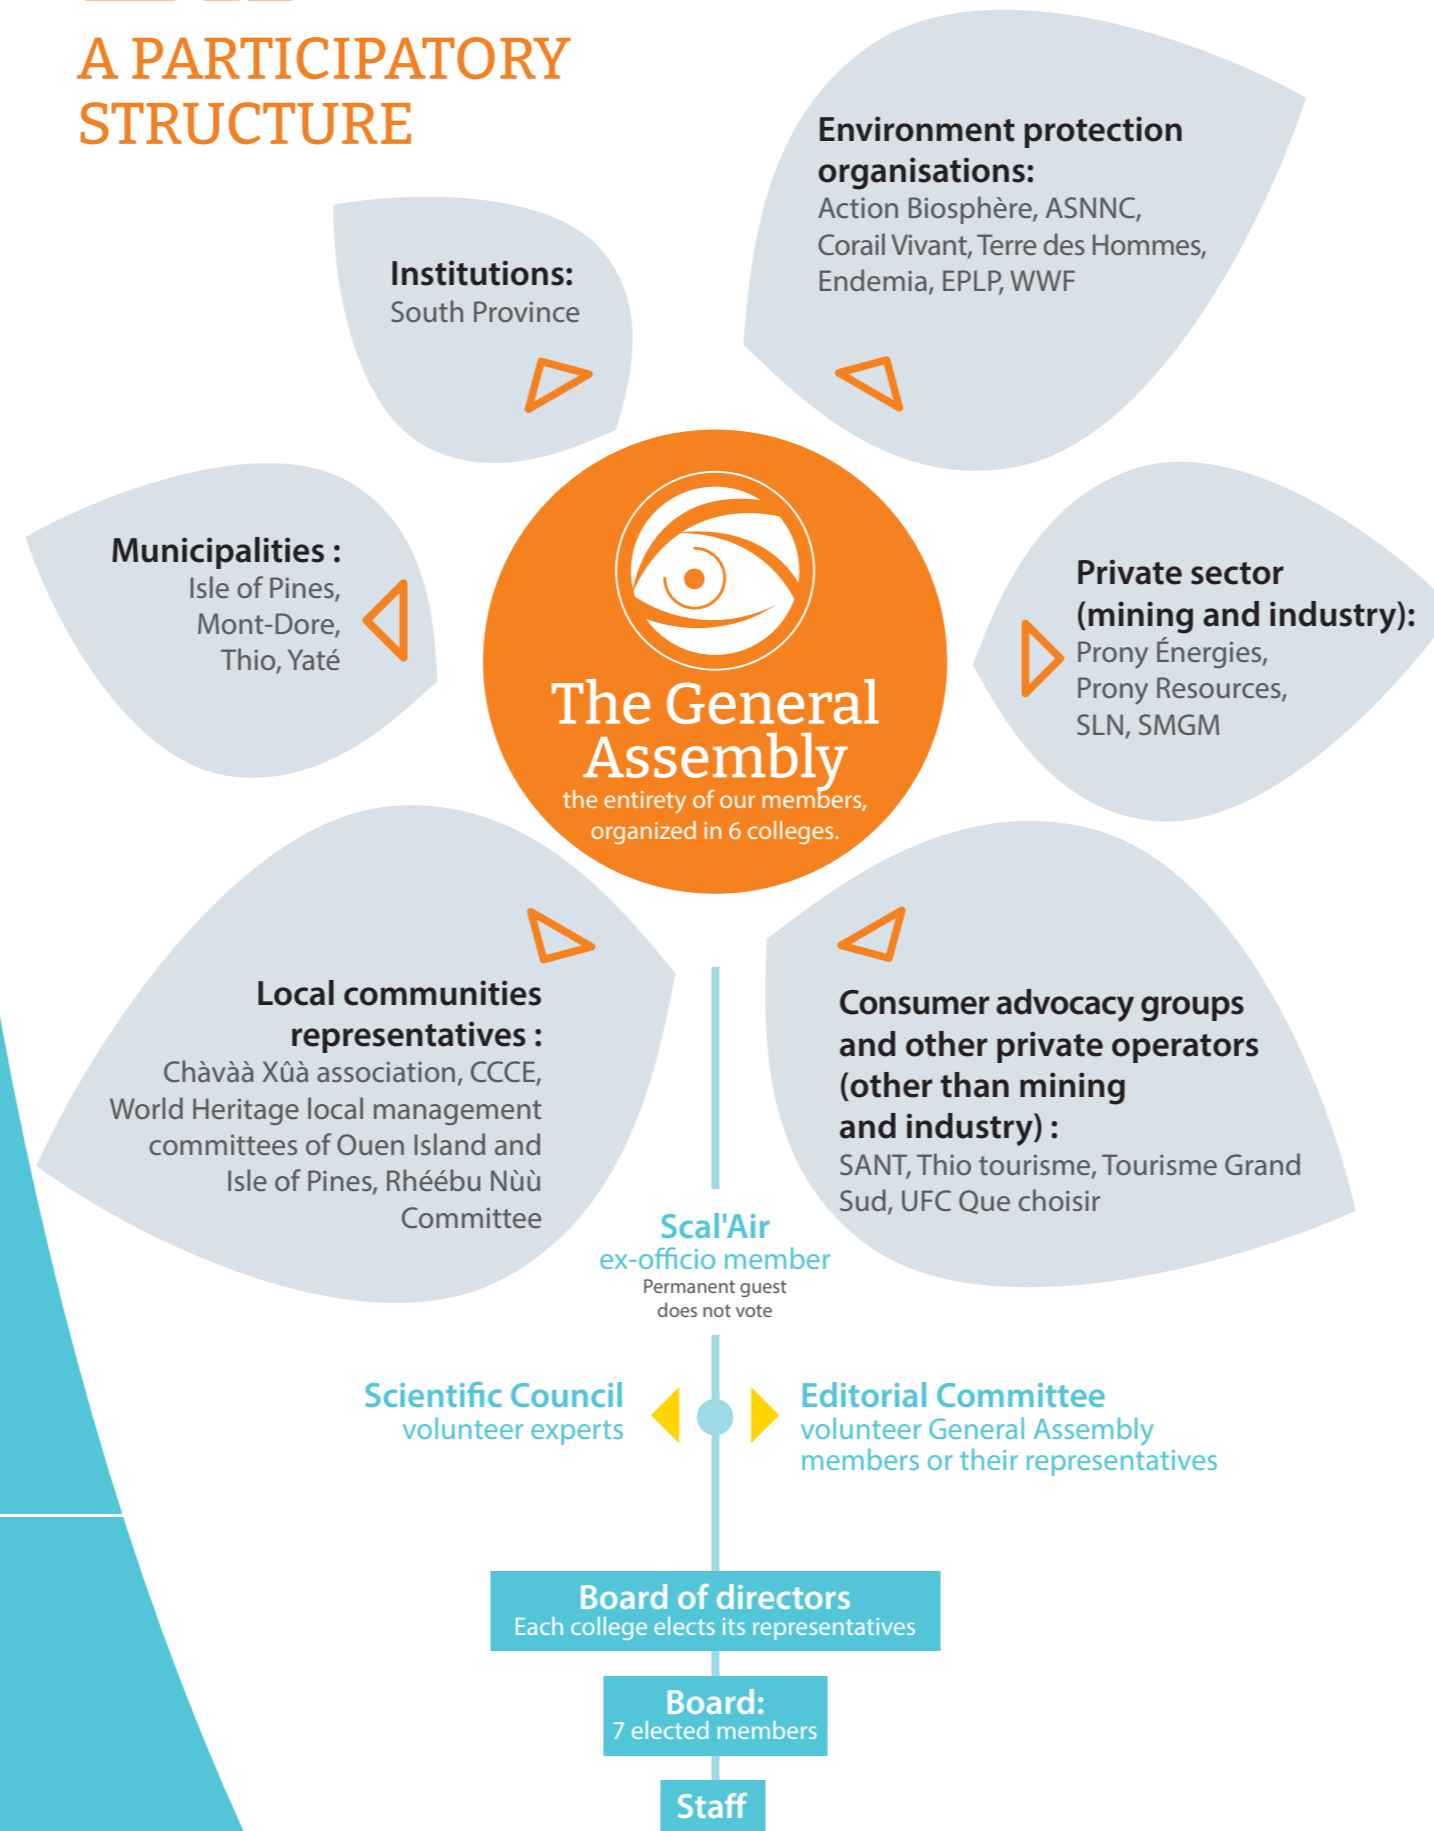 A PARTICIPATORY
STRUCTURE
Institutions:
South Province
Environment protection
organisations:
Action Biosphère, ASNNC,
Corail Vivant, Terre des Hommes,
Endemia, EPLP, WWF
Municipalities :
Isle of Pines,
Mont-Dore,
Thio, Yaté
Private sector
(mining and industry):
Prony Énergies,
Prony Resources,
SLN, SMGM
The General
Assembly
the entirety of our members,
organized in 6 colleges.
Local communities
representatives :
Chàvàà Xûà association, CCCE,
World Heritage local management
committees of Ouen Island and
Isle of Pines, Rhéébu Nùù
Committee
Consumer advocacy groups
and other private operators
(other than mining
and industry) :
SANT, Thio tourisme, Tourisme Grand
Sud, UFC Que choisir
Scal'Air
ex-officio member
Permanent guest
does not vote
Scientific Council
volunteer experts
Editorial Committee
volunteer General Assembly
members or their representatives
Board of directors
Each college elects its representatives
Board:
7 elected members
Staff